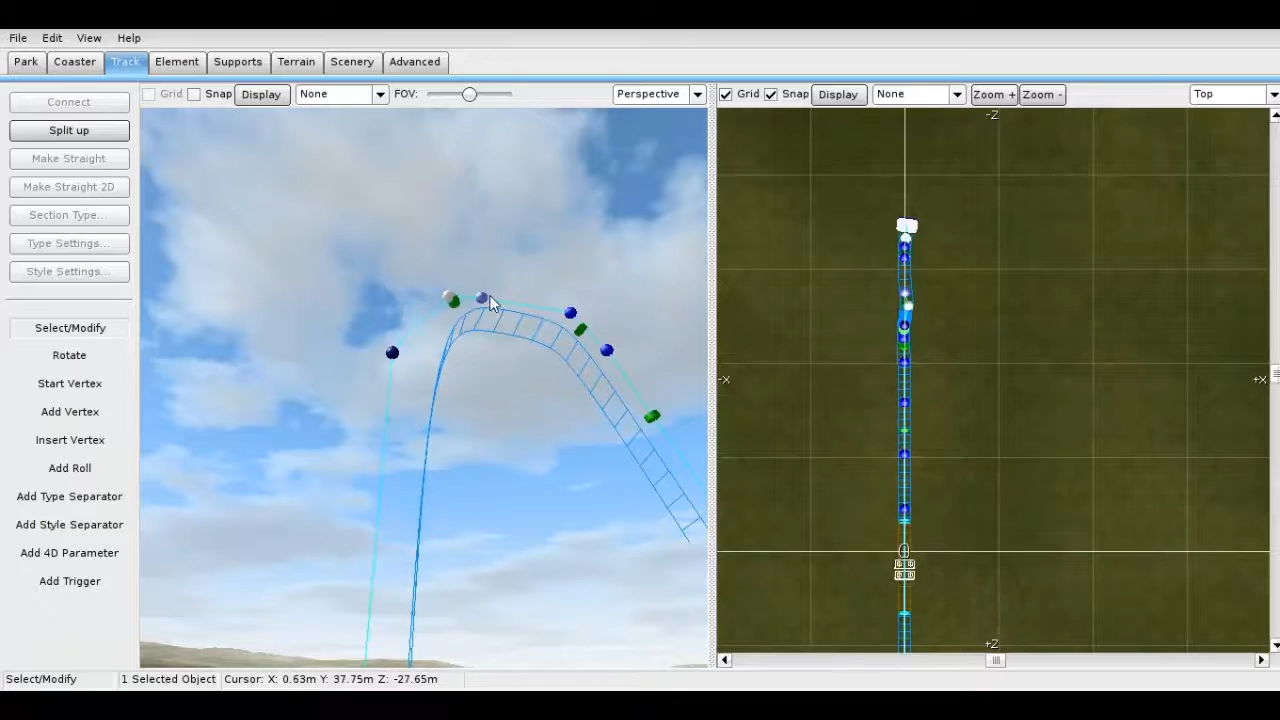 File Edit View Help
Park Coaster Track Element Supports Terrain Scenery Advanced
Connect
Split up
Make Straight
Make Straight 2D
Section Type...
Type Settings...
Style Settings...
Select/Modify
Rotate
Start Vertex
Add Vertex
Insert Vertex
Add Roll
Add Type Separator
Add Style Separator
Add 4D Parameter
Add Trigger
Grid Snap Display None FOV: Perspective
Grid Snap Display None Zoom + Zoom - Top
-Z
-X
+X
+Z
Select/Modify 1 Selected Object Cursor: X: 0.63m Y: 37.75m Z: -27.65m